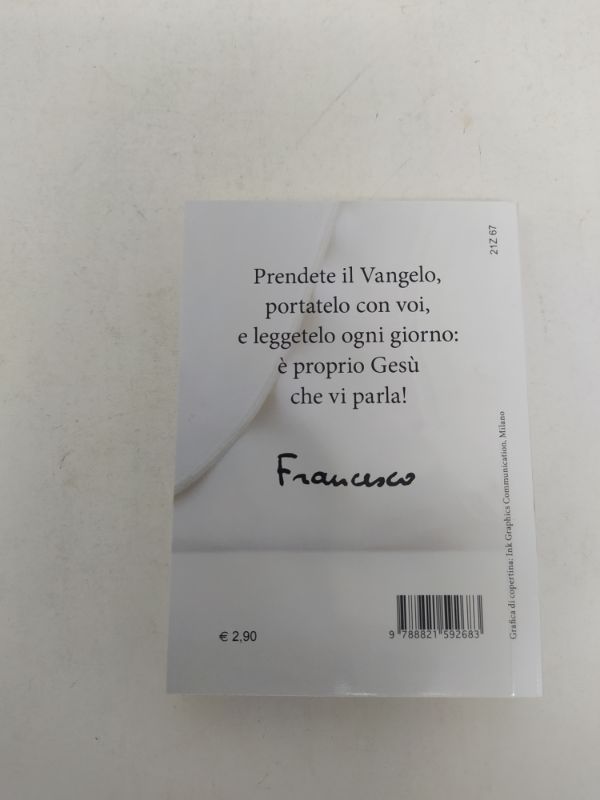 21Z 67
Prendete il Vangelo,
portatelo con voi,
e leggetelo ogni giorno:
è proprio Gesù
che vi parla!
Francesco
€ 2,90
9 788821 592683
Grafica di copertina: Ink Graphics Communication, Milano